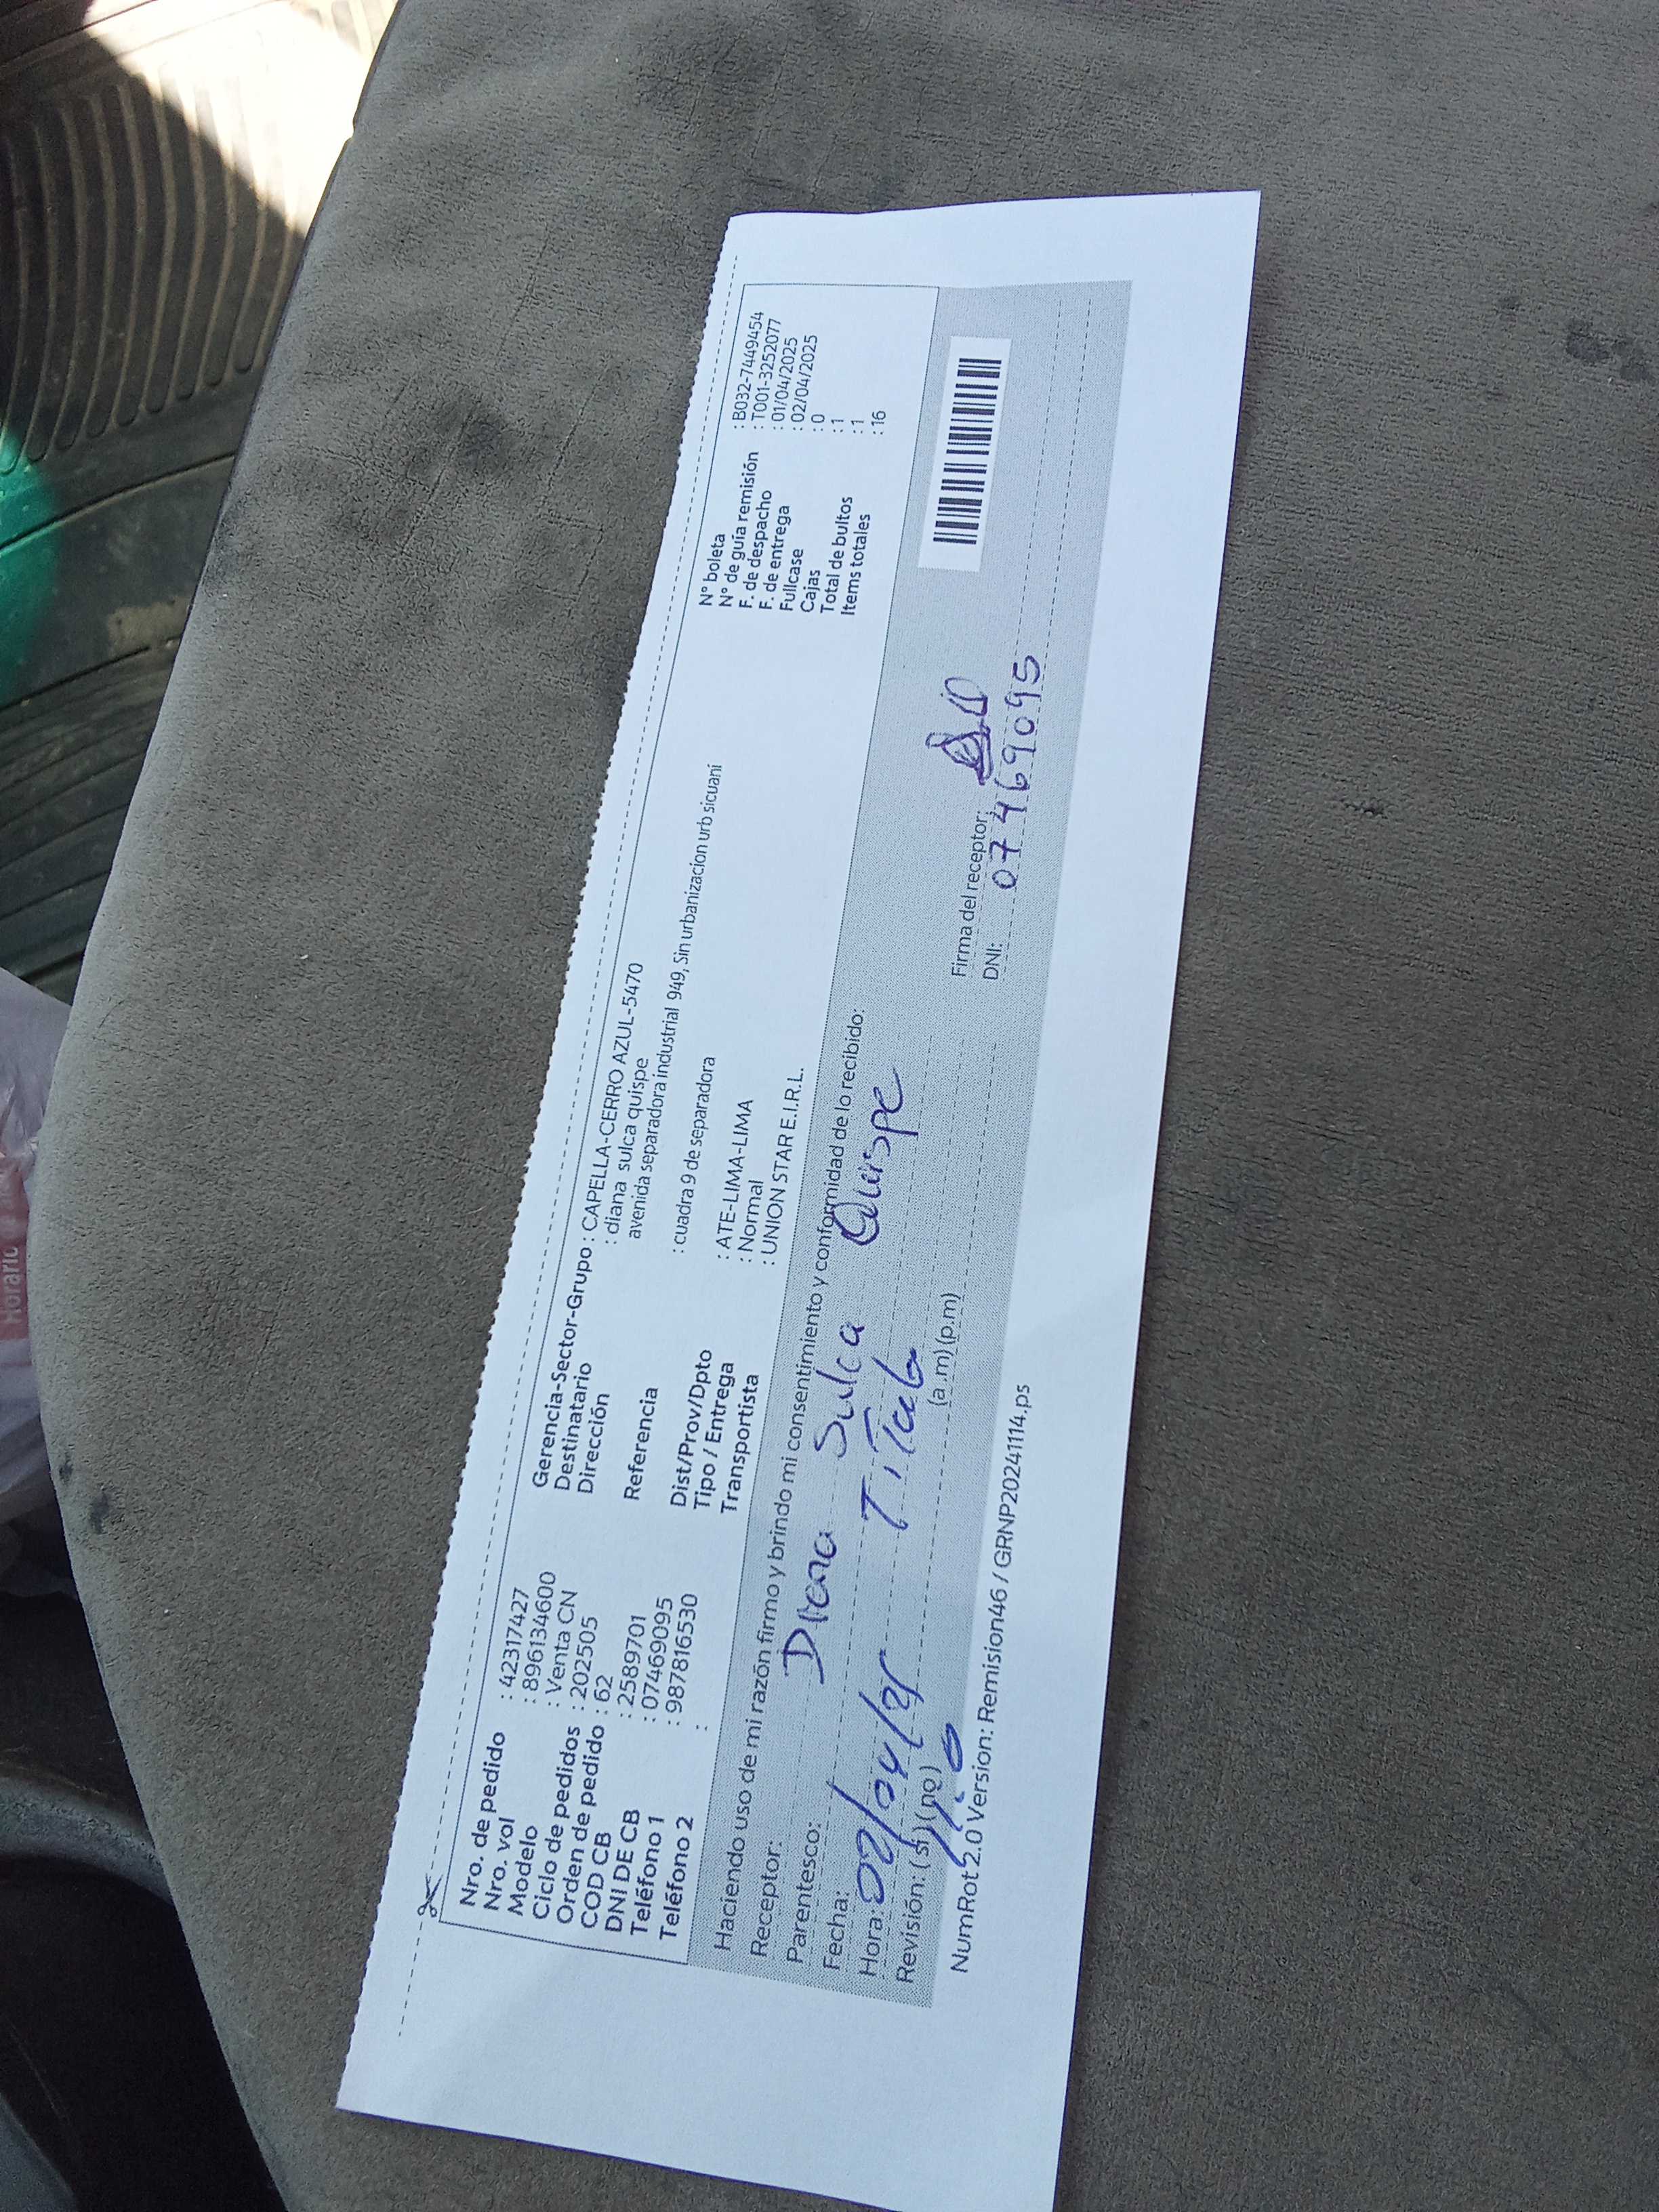 Nro. de pedido : 42317427
Nro. vol : 896134600
Modelo : Venta CN
Ciclo de pedidos : 202505
Orden de pedido : 62
COD CB : 2589701
DNI DE CB : 07469095
Teléfono 1 : 987816530
Teléfono 2 :
Gerencia-Sector-Grupo : CAPELLA-CERRO AZUL-5470
Destinatario : diana sulca quispe
Dirección avenida separadora industrial 949, Sin urbanizacion urb sicuani
Referencia : cuadra 9 de separadora
Dist/Prov/Dpto : ATE-LIMA-LIMA
Tipo / Entrega : Normal
Transportista : UNION STAR E.I.R.L.
N° boleta : B032-7449454
N° de guía remisión : T001-3252077
F. de despacho : 01/04/2025
F. de entrega : 02/04/2025
Fullcase : 0
Cajas : 1
Total de bultos : 1
Items totales : 16
Haciendo uso de mi razón firmo y brindo mi consentimiento y conformidad de lo recibido:
Receptor: Diana Sulca Quispe
Parentesco: Titular
Fecha: 02/04/25
Hora: (a.m) (p.m)
Revisión: (si) (no)
Firma del receptor:
DNI: 07469095
NumRot 2.0 Version: Remision46 / GRNP20241114.ps
Horario